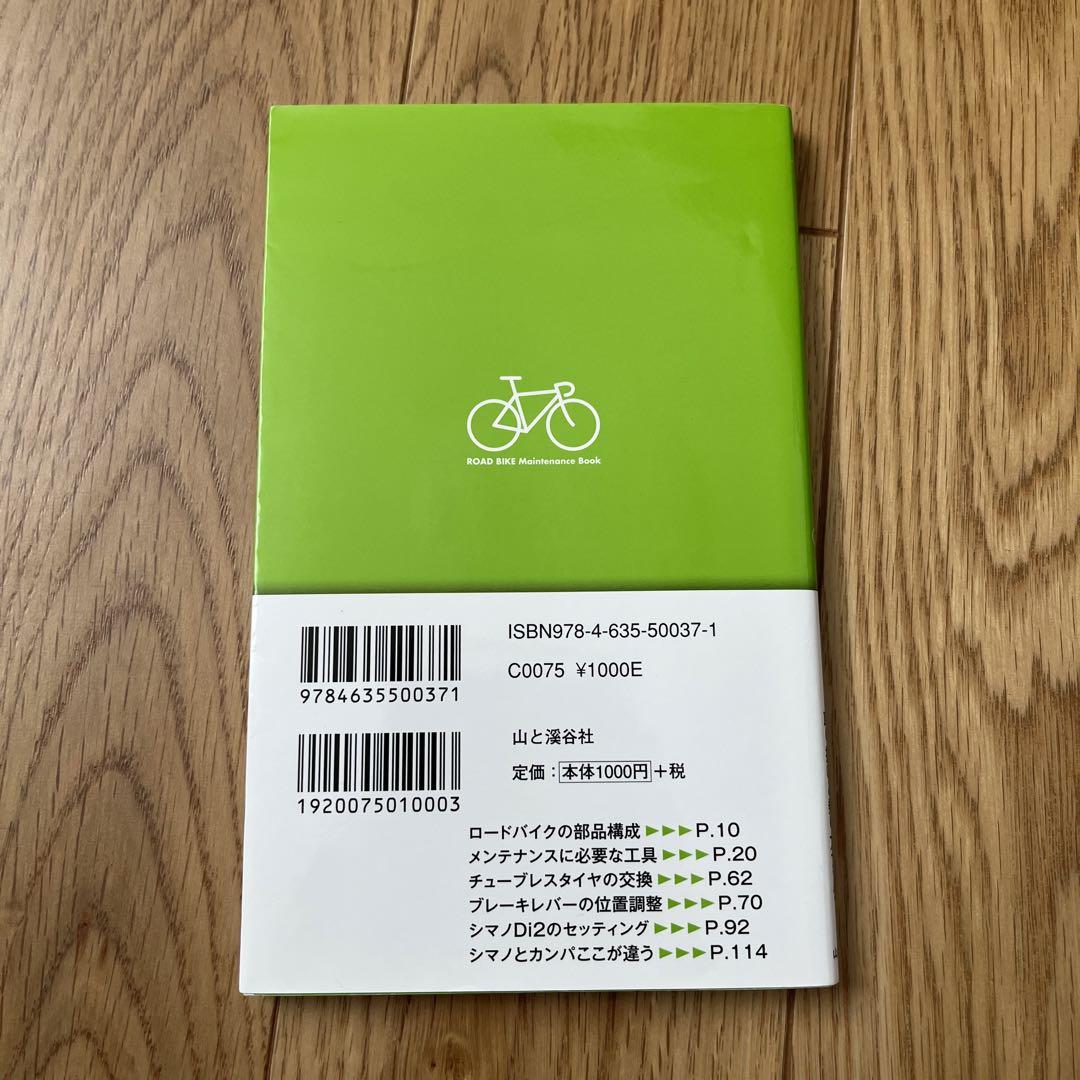 ROAD BIKE Maintenance Book
ISBN978-4-635-50037-1
C0075 ¥1000E
9784635500371
山と溪谷社
定価：本体1000円+税
1920075010003
ロードバイクの部品構成▶▶▶P.10
メンテナンスに必要な工具▶▶▶P.20
チューブレスタイヤの交換▶▶▶P.62
ブレーキレバーの位置調整▶▶▶P.70
シマノDi2のセッティング▶▶▶P.92
シマノとカンパここが違う▶▶▶P.114